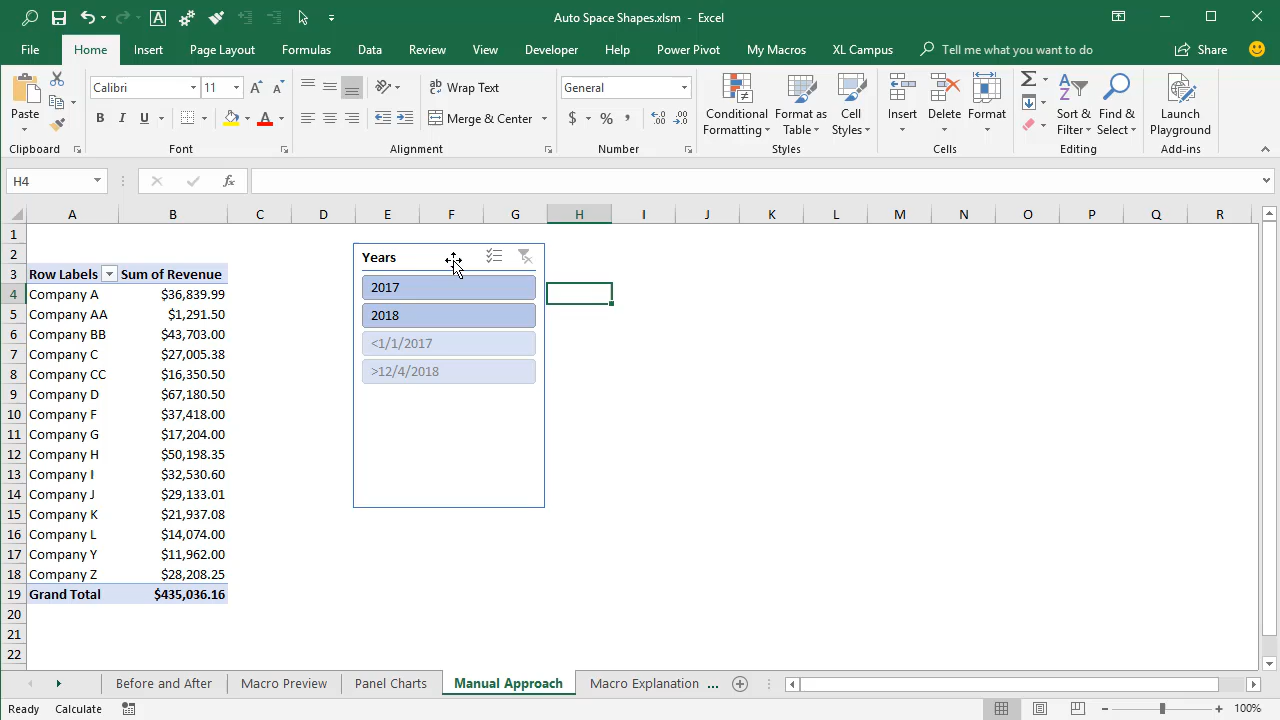 Auto Space Shapes.xlsm - Excel
File Home Insert Page Layout Formulas Data Review View Developer Help Power Pivot My Macros XL Campus Tell me what you want to do Share
Paste Calibri 11 Wrap Text General Conditional Formatting Format as Table Cell Styles Insert Delete Format Sort & Filter Find & Select Launch Playground
B I U A Merge & Center $ % ,
Clipboard Font Alignment Number Styles Cells Editing Add-ins
H4 fx
A B C D E F G H I J K L M N O P Q R
1
2 Years
3 Row Labels Sum of Revenue
4 Company A $36,839.99 2017
5 Company AA $1,291.50 2018
6 Company BB $43,703.00 <1/1/2017
7 Company C $27,005.38
8 Company CC $16,350.50 >12/4/2018
9 Company D $67,180.50
10 Company F $37,418.00
11 Company G $17,204.00
12 Company H $50,198.35
13 Company I $32,530.60
14 Company J $29,133.01
15 Company K $21,937.08
16 Company L $14,074.00
17 Company Y $11,962.00
18 Company Z $28,208.25
19 Grand Total $435,036.16
20
21
22
Before and After Macro Preview Panel Charts Manual Approach Macro Explanation ...
Ready Calculate 100%